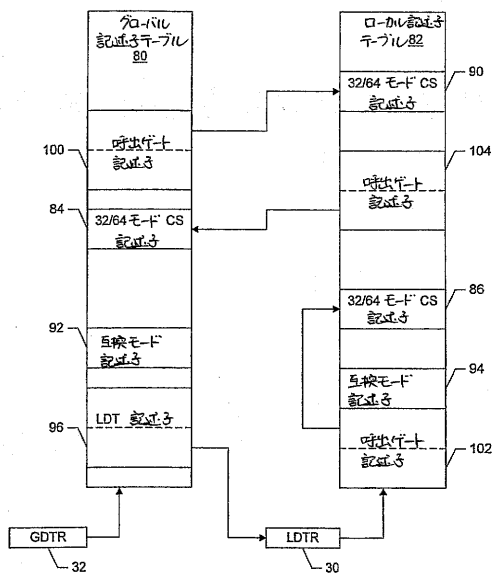 グローバル
記述子テーブル
80
呼出ゲート
記述子
100
84
32/64 モード CS
記述子
92
互換モード
記述子
96
LDT 記述子
GDTR
32
ローカル記述子
テーブル82
90
32/64 モード CS
記述子
104
呼出ゲート
記述子
86
32/64 モード CS
記述子
94
互換モード
記述子
呼出ゲート
記述子
102
LDTR
30